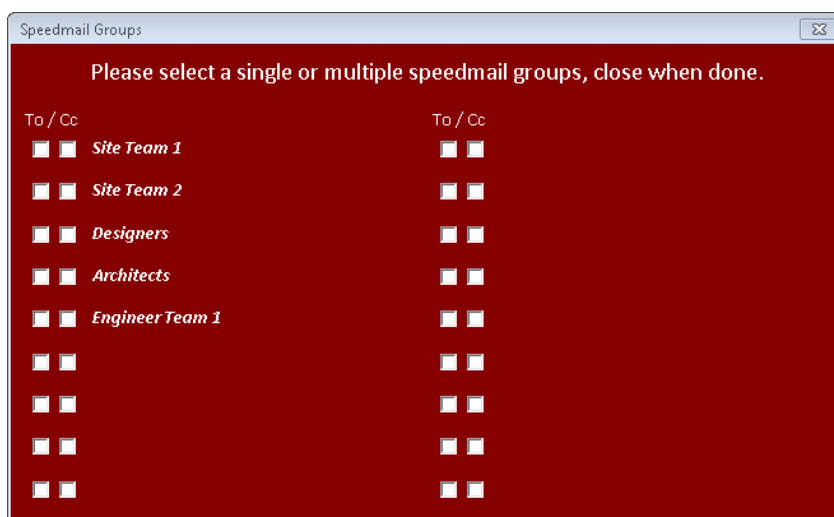 Speedmail Groups
Please select a single or multiple speedmail groups, close when done.
To / Cc
To / Cc
Site Team 1
Site Team 2
Designers
Architects
Engineer Team 1